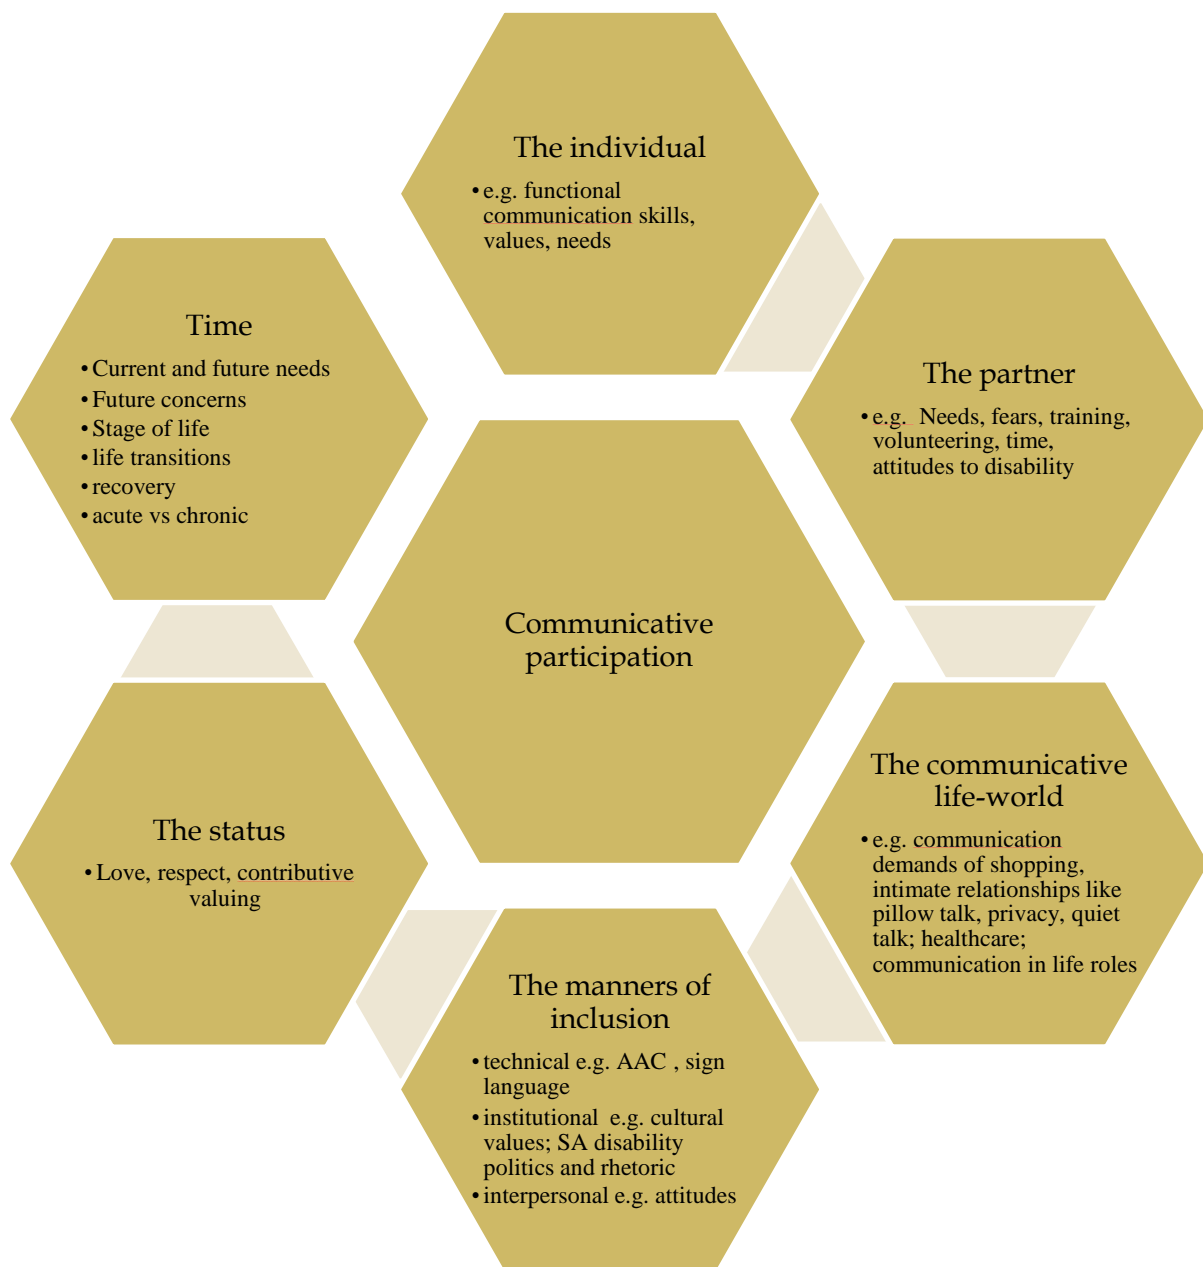 The individual
• e.g. functional
communication skills,
values, needs
The partner
• e.g. Needs, fears, training,
volunteering, time,
attitudes to disability
The communicative
life-world
• e.g. communication
demands of shopping,
intimate relationships like
pillow talk, privacy, quiet
talk; healthcare;
communication in life roles
The manners of
inclusion
• technical e.g. AAC , sign
language
• institutional e.g. cultural
values; SA disability
politics and rhetoric
• interpersonal e.g. attitudes
The status
• Love, respect, contributive
valuing
Time
• Current and future needs
• Future concerns
• Stage of life
• life transitions
• recovery
• acute vs chronic
Communicative
participation